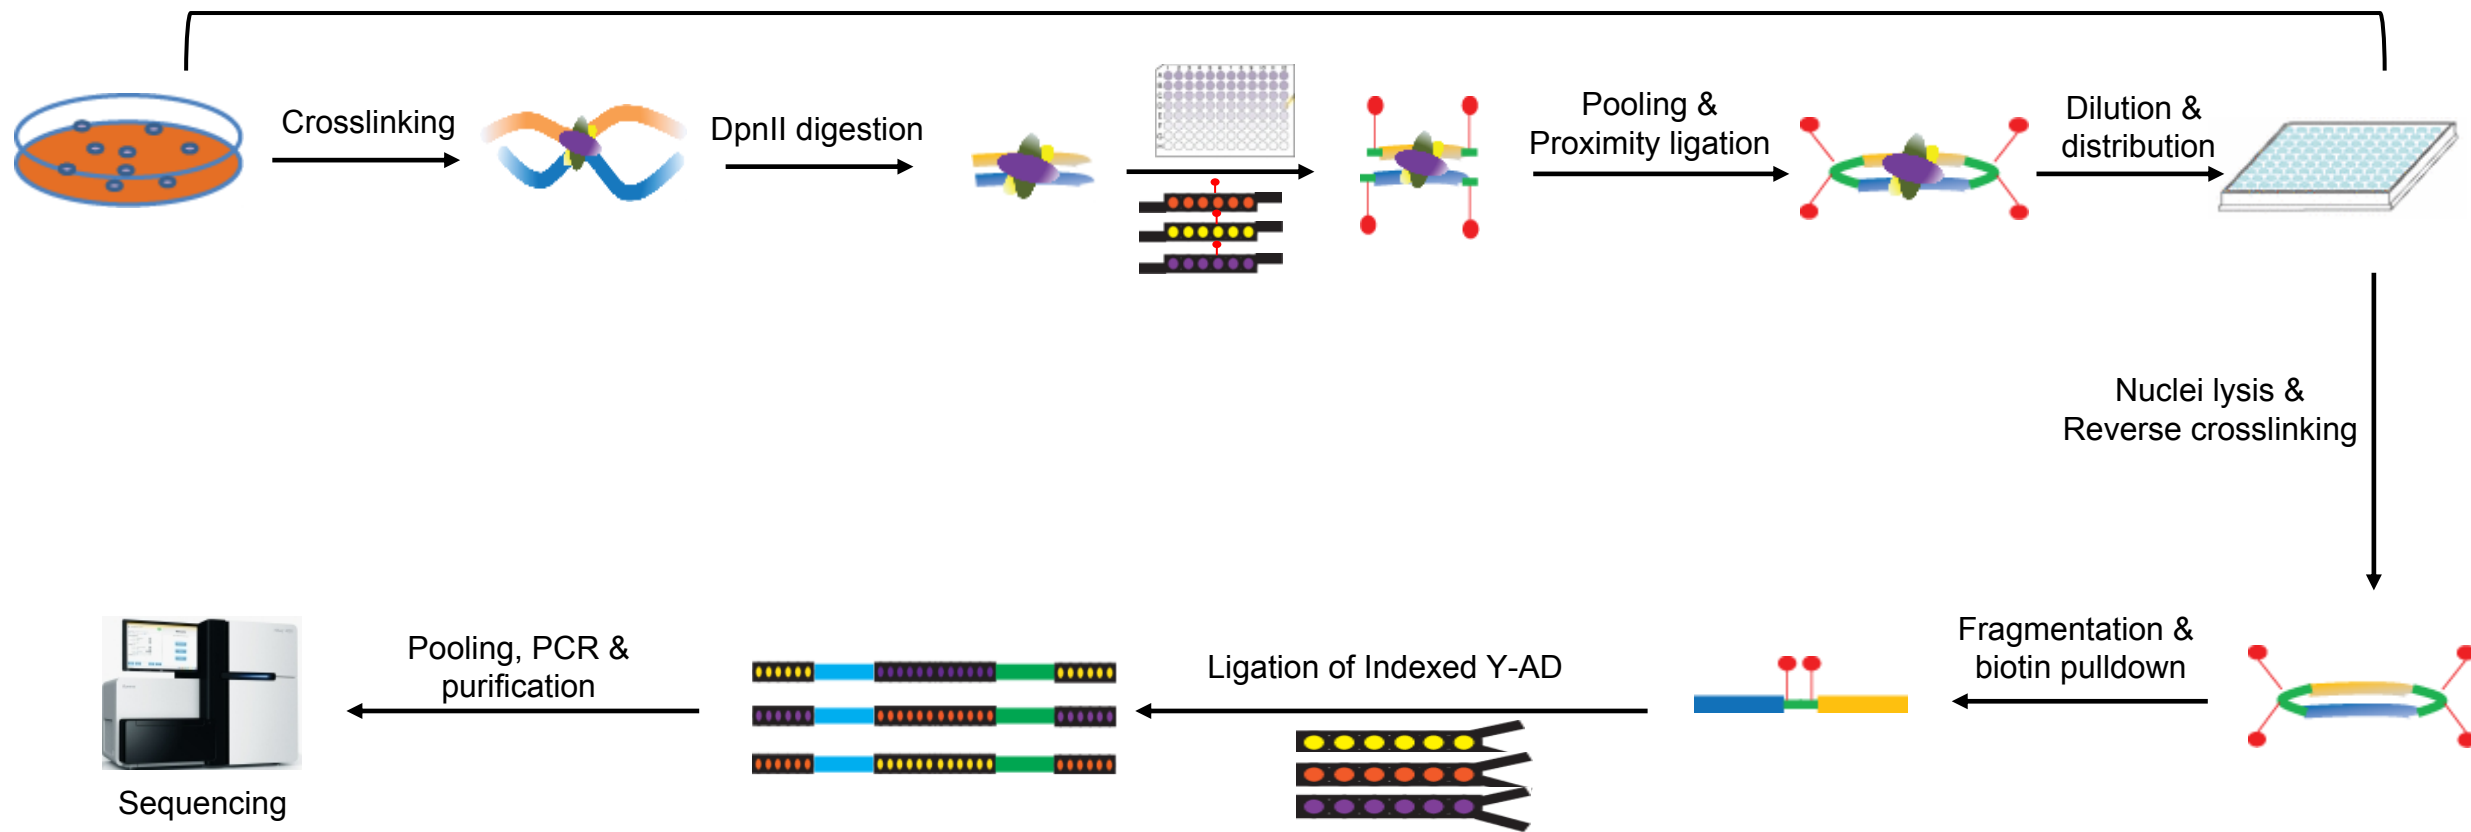 Crosslinking
DpnII digestion
Pooling &
Proximity ligation
Dilution &
distribution
Nuclei lysis &
Reverse crosslinking
Fragmentation &
biotin pulldown
Ligation of Indexed Y-AD
Pooling, PCR &
purification
Sequencing